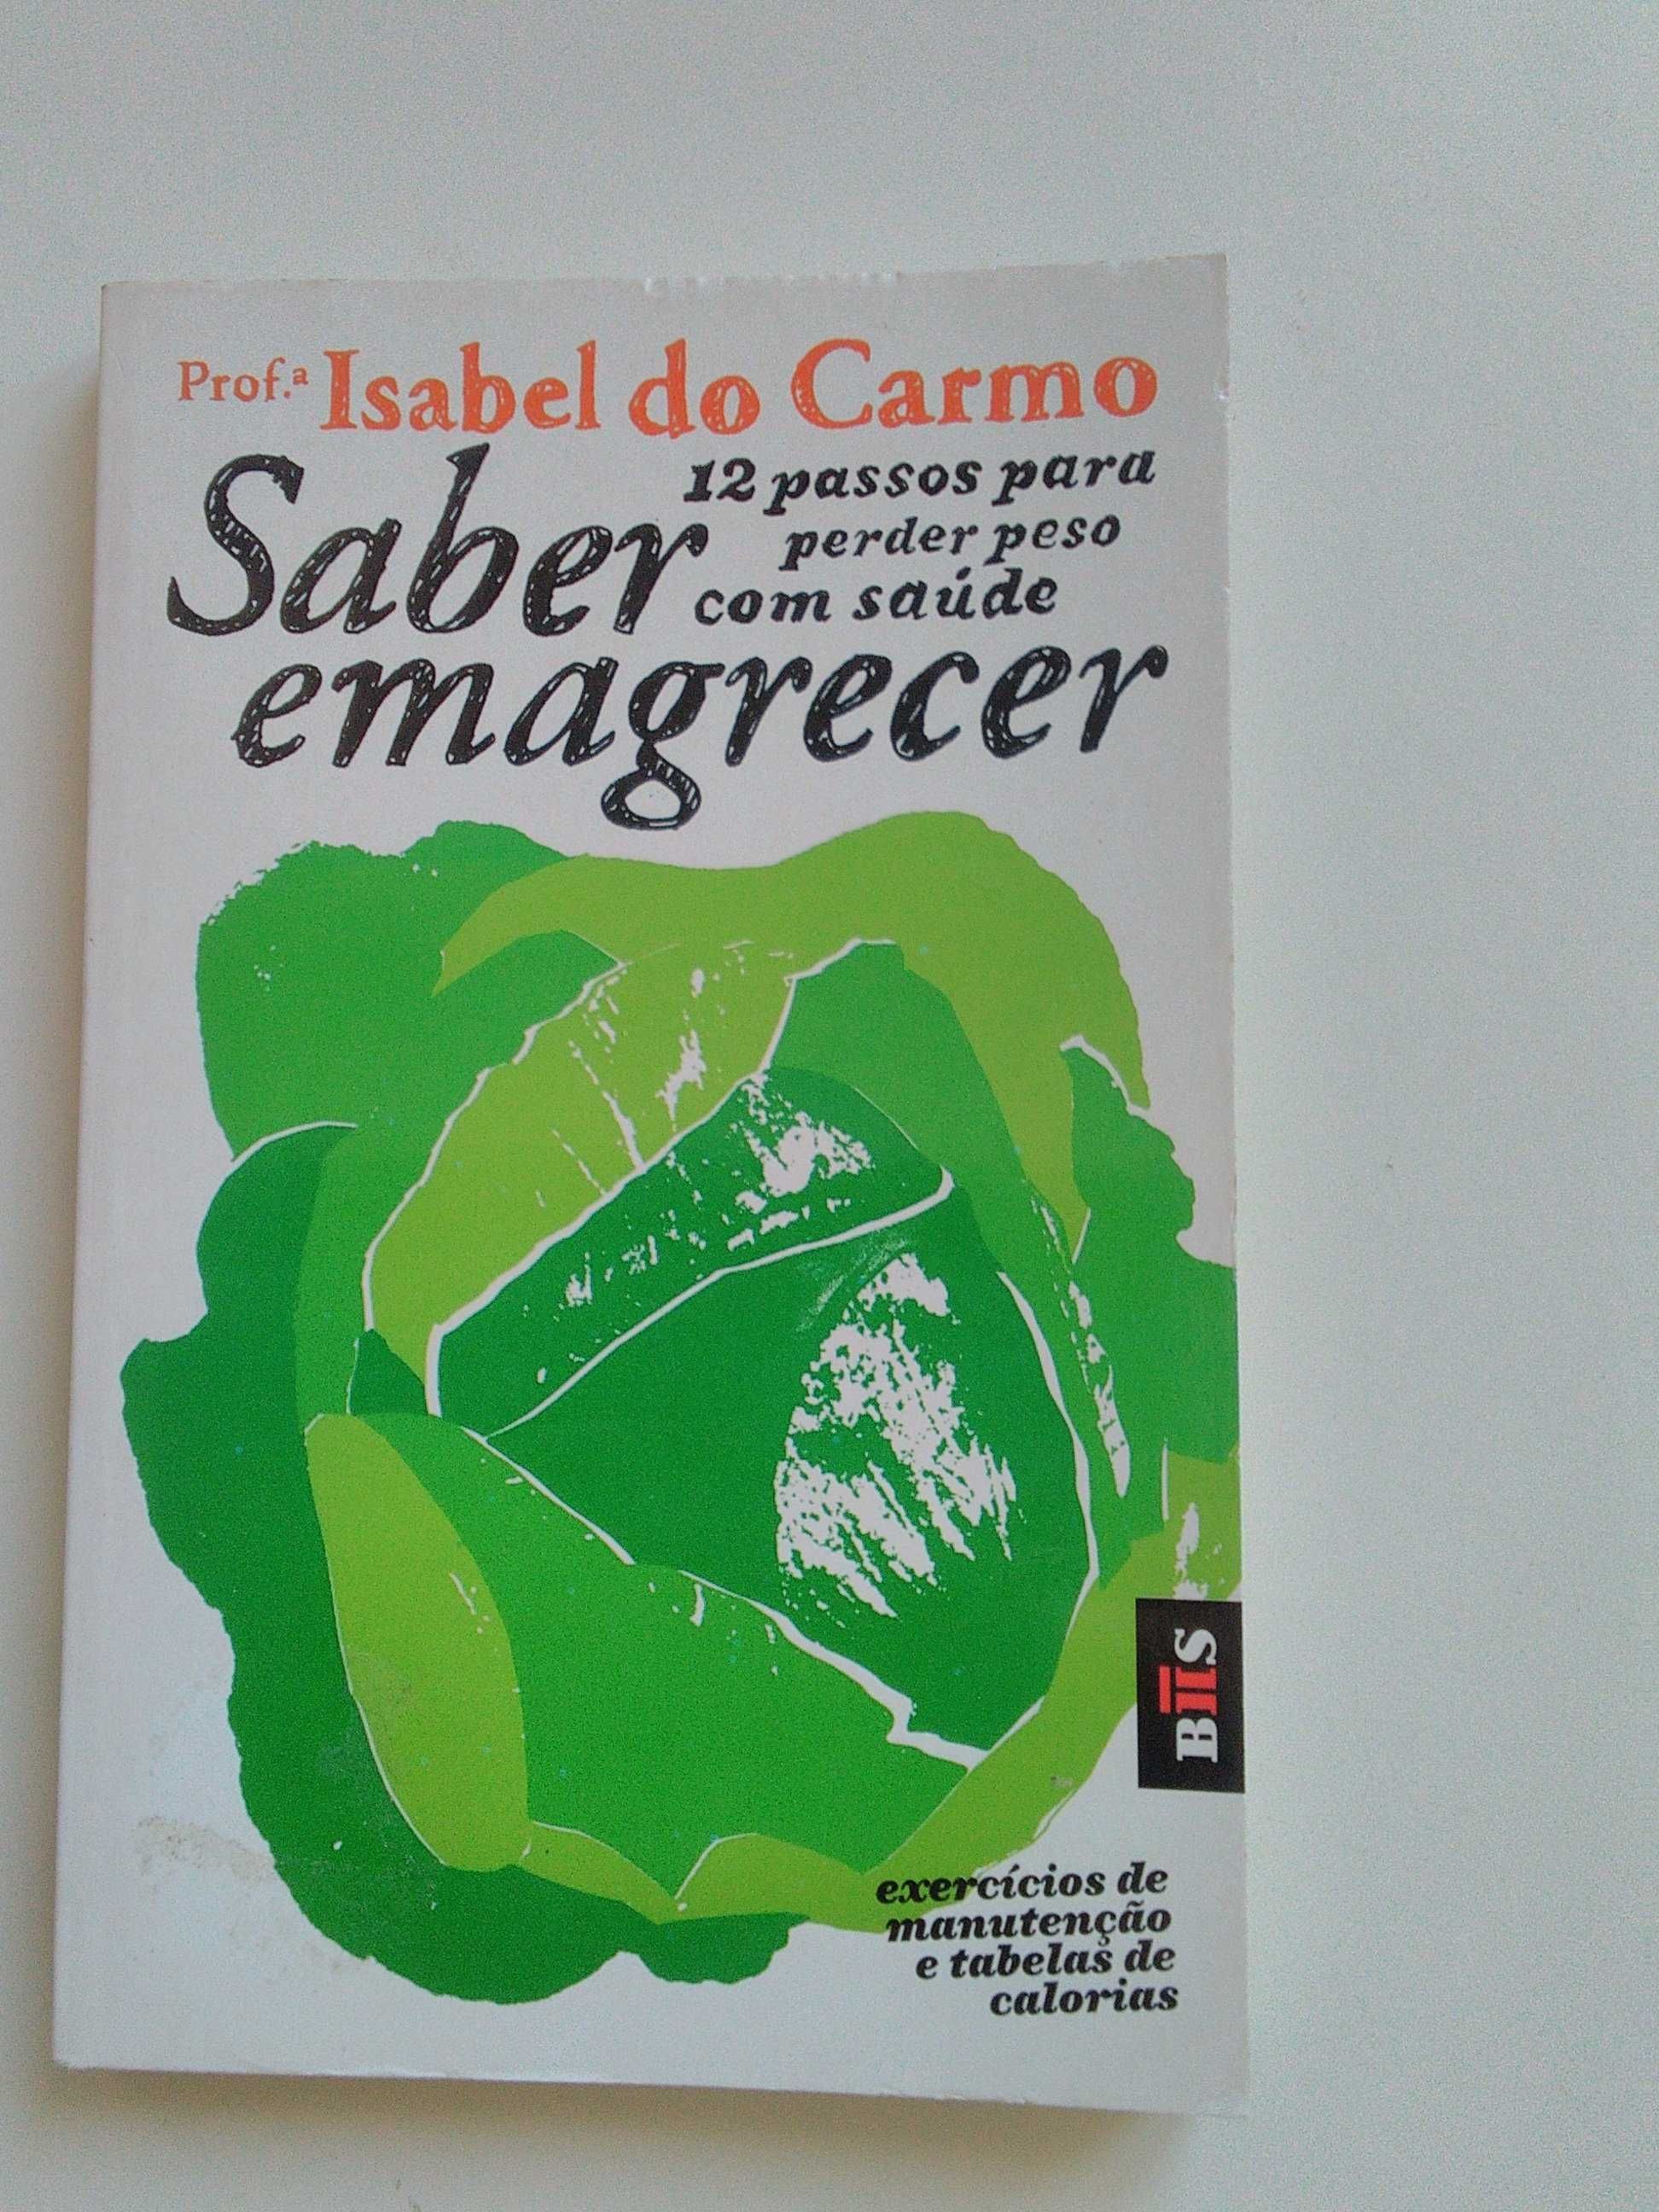 Prof.ª Isabel do Carmo
Saber
12 passos para
perder peso
com saúde
emagrecer
BIIS
exercícios de
manutenção
e tabelas de
calorias